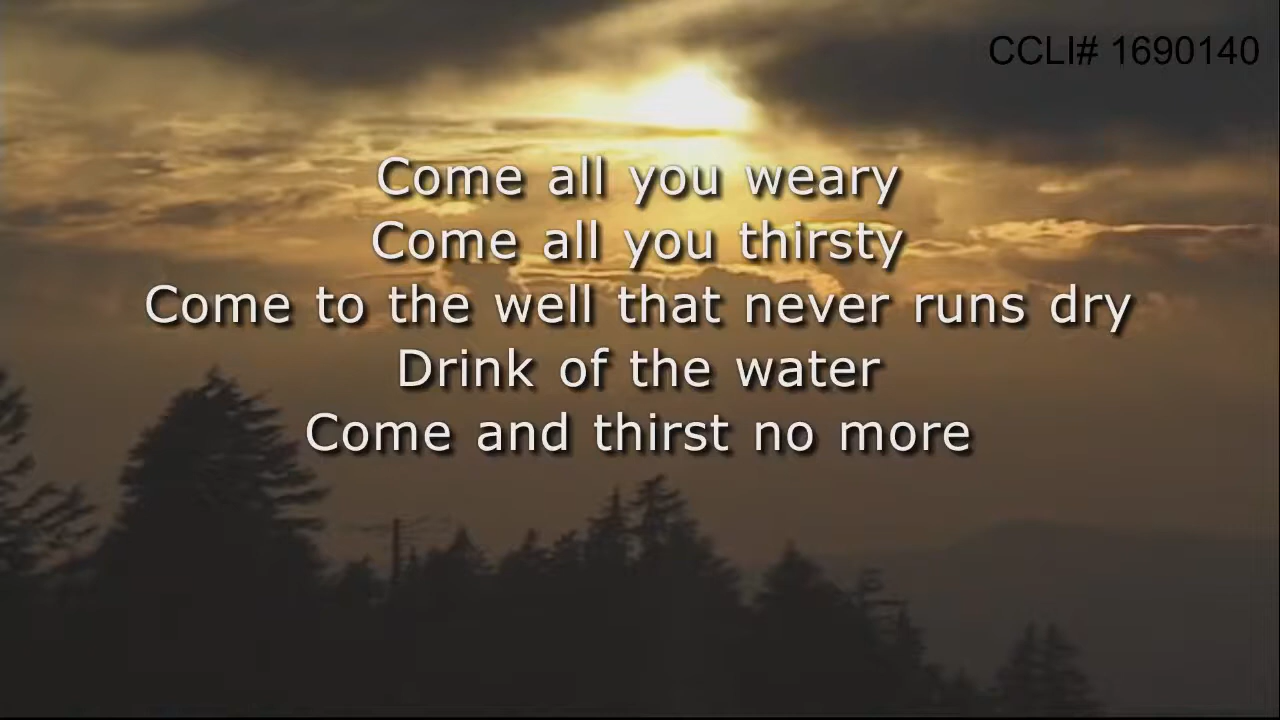 CCLI# 1690140
Come all you weary
Come all you thirsty
Come to the well that never runs dry
Drink of the water
Come and thirst no more